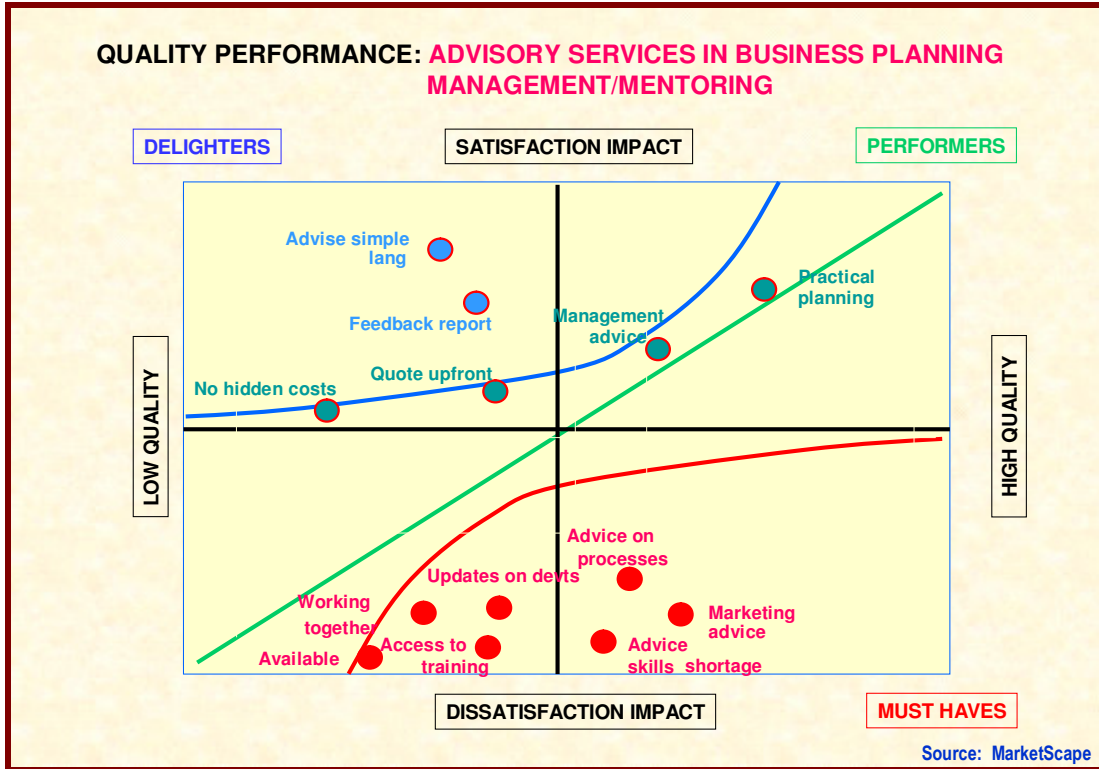 QUALITY PERFORMANCE: ADVISORY SERVICES IN BUSINESS PLANNING
MANAGEMENT/MENTORING
DELIGHTERS
SATISFACTION IMPACT
PERFORMERS
Advise simple
lang
Feedback report
Management
advice
Practical
planning
No hidden costs
Quote upfront
LOW QUALITY
HIGH QUALITY
Advice on
processes
Updates on devts
Working
together
Access to
training
Available
Marketing
advice
Advice
skills shortage
DISSATISFACTION IMPACT
MUST HAVES
Source: MarketScape